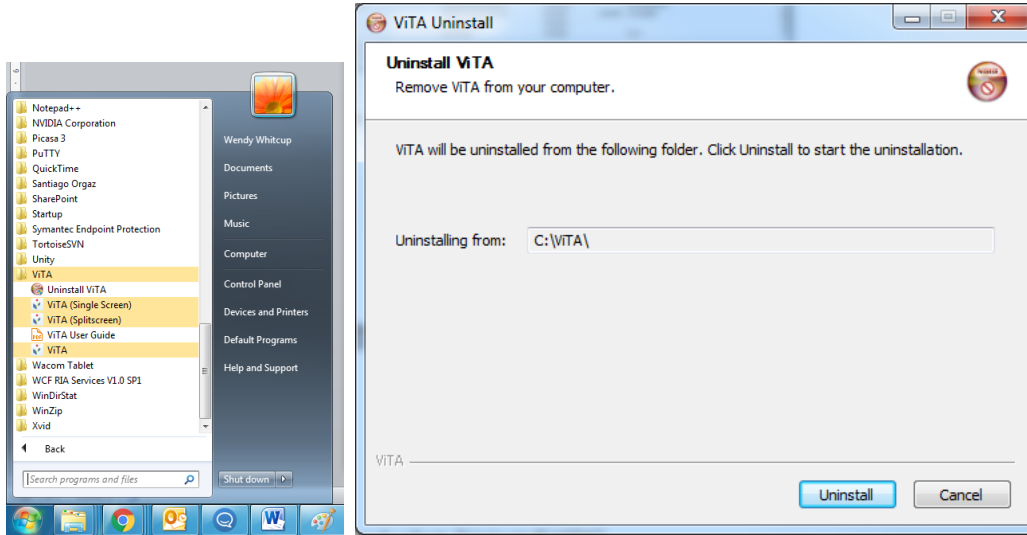 Notepad++
NVIDIA Corporation
Picasa 3
PuTTY
QuickTime
Santiago Orgaz
SharePoint
Startup
Symantec Endpoint Protection
TortoiseSVN
Unity
ViTA
Uninstall ViTA
ViTA (Single Screen)
ViTA (Splitscreen)
ViTA User Guide
ViTA
Wacom Tablet
WCF RIA Services V1.0 SP1
WinDirStat
WinZip
Xvid
Back
Search programs and files
Wendy Whitcup
Documents
Pictures
Music
Computer
Control Panel
Devices and Printers
Default Programs
Help and Support
Shut down
ViTA Uninstall
Uninstall ViTA
Remove ViTA from your computer.
ViTA will be uninstalled from the following folder. Click Uninstall to start the uninstallation.
Uninstalling from: C:\ViTA\
ViTA
Uninstall Cancel